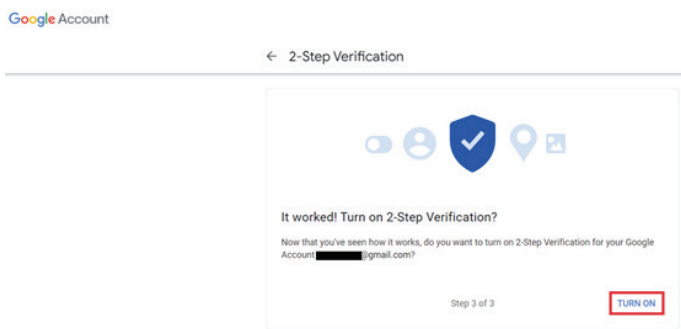 Google Account
← 2-Step Verification
It worked! Turn on 2-Step Verification?
Now that you've seen how it works, do you want to turn on 2-Step Verification for your Google
Account @gmail.com?
Step 3 of 3
TURN ON